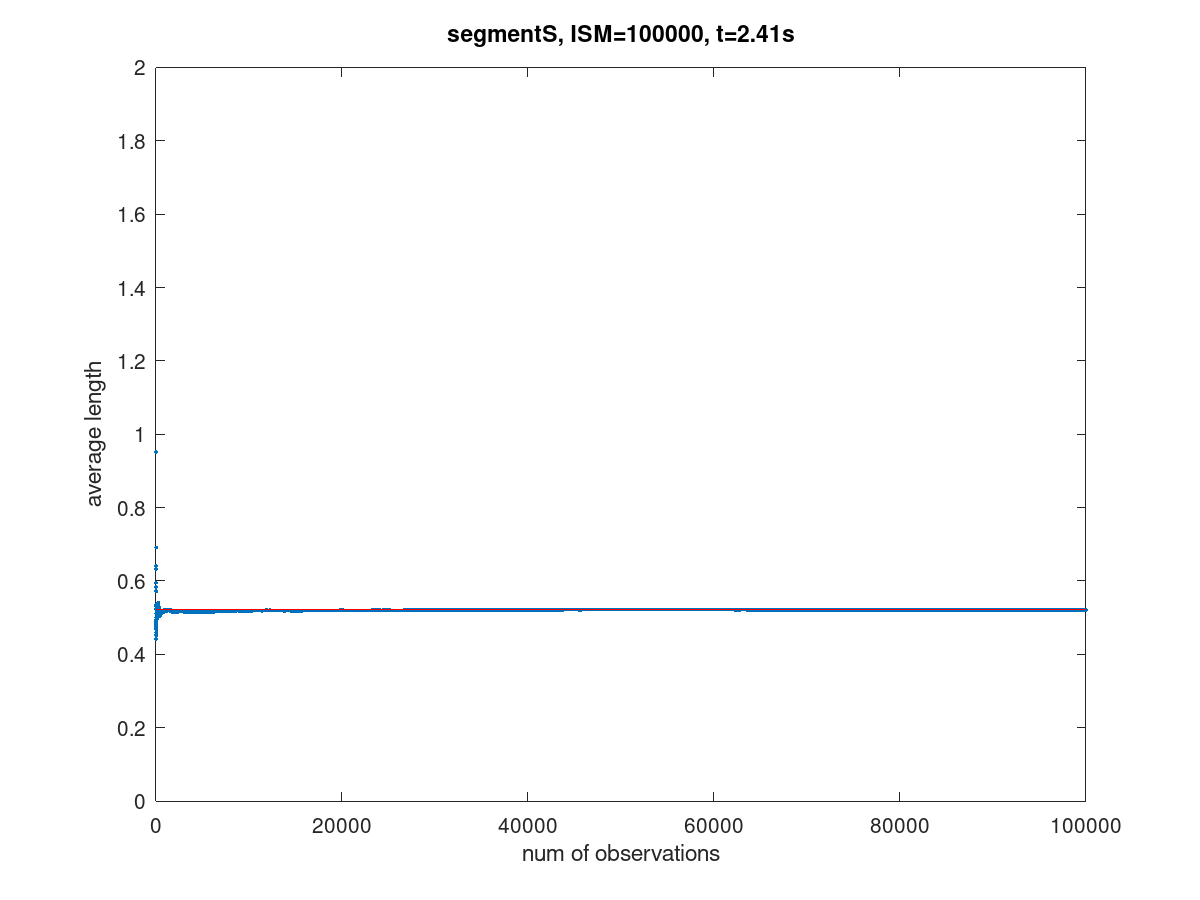 segmentS, ISM=100000, t=2.41s
2
1.8
1.6
1.4
1.2
1
0.8
0.6
0.4
0.2
0
average length
0 20000 40000 60000 80000 100000
num of observations